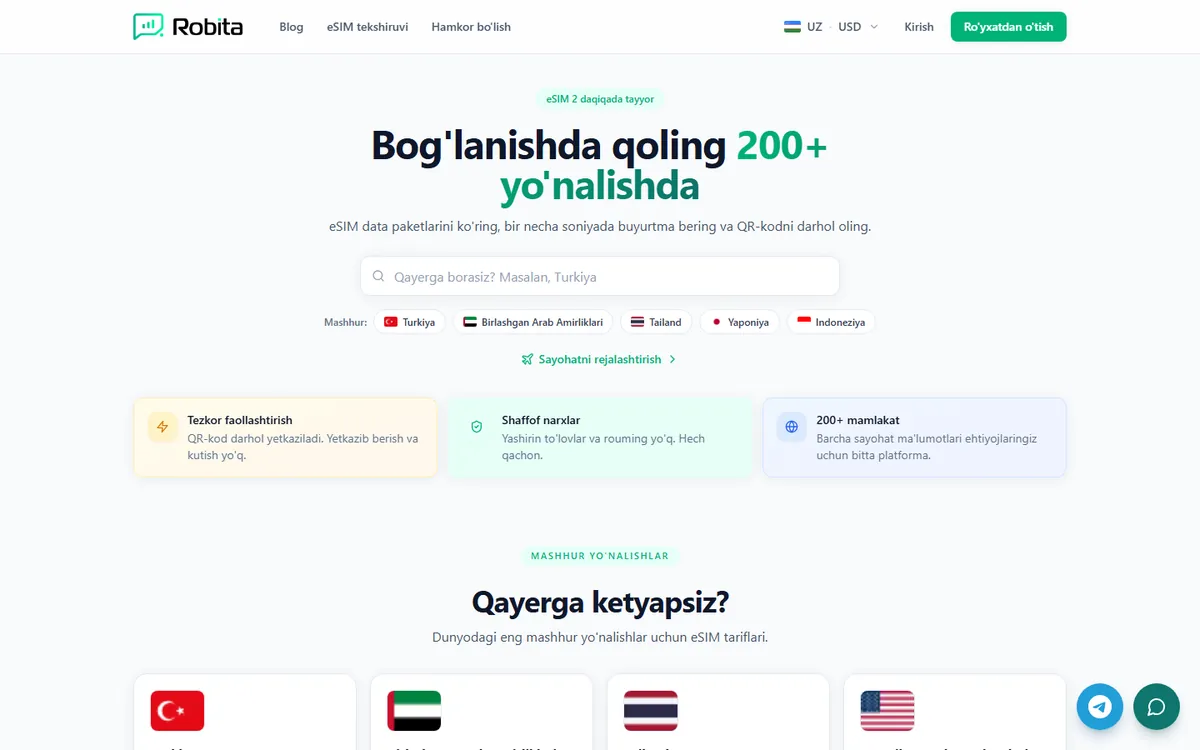 Robita
Blog
eSIM tekshiruvi
Hamkor bo'lish
UZ · USD
Kirish
Ro'yxatdan o'tish
eSIM 2 daqiqada tayyor
Bog'lanishda qoling 200+
yo'nalishda
eSIM data paketlarini ko'ring, bir necha soniyada buyurtma bering va QR-kodni darhol oling.
Qayerga borasiz? Masalan, Turkiya
Mashhur:
Turkiya
Birlashgan Arab Amirliklari
Tailand
Yaponiya
Indoneziya
Sayohatni rejalashtirish
Tezkor faollashtirish
QR-kod darhol yetkaziladi. Yetkazib berish va
kutish yo'q.
Shaffof narxlar
Yashirin to'lovlar va rouming yo'q. Hech
qachon.
200+ mamlakat
Barcha sayohat ma'lumotlari ehtiyojlaringiz
uchun bitta platforma.
MASHHUR YO'NALISHLAR
Qayerga ketyapsiz?
Dunyodagi eng mashhur yo'nalishlar uchun eSIM tariflari.